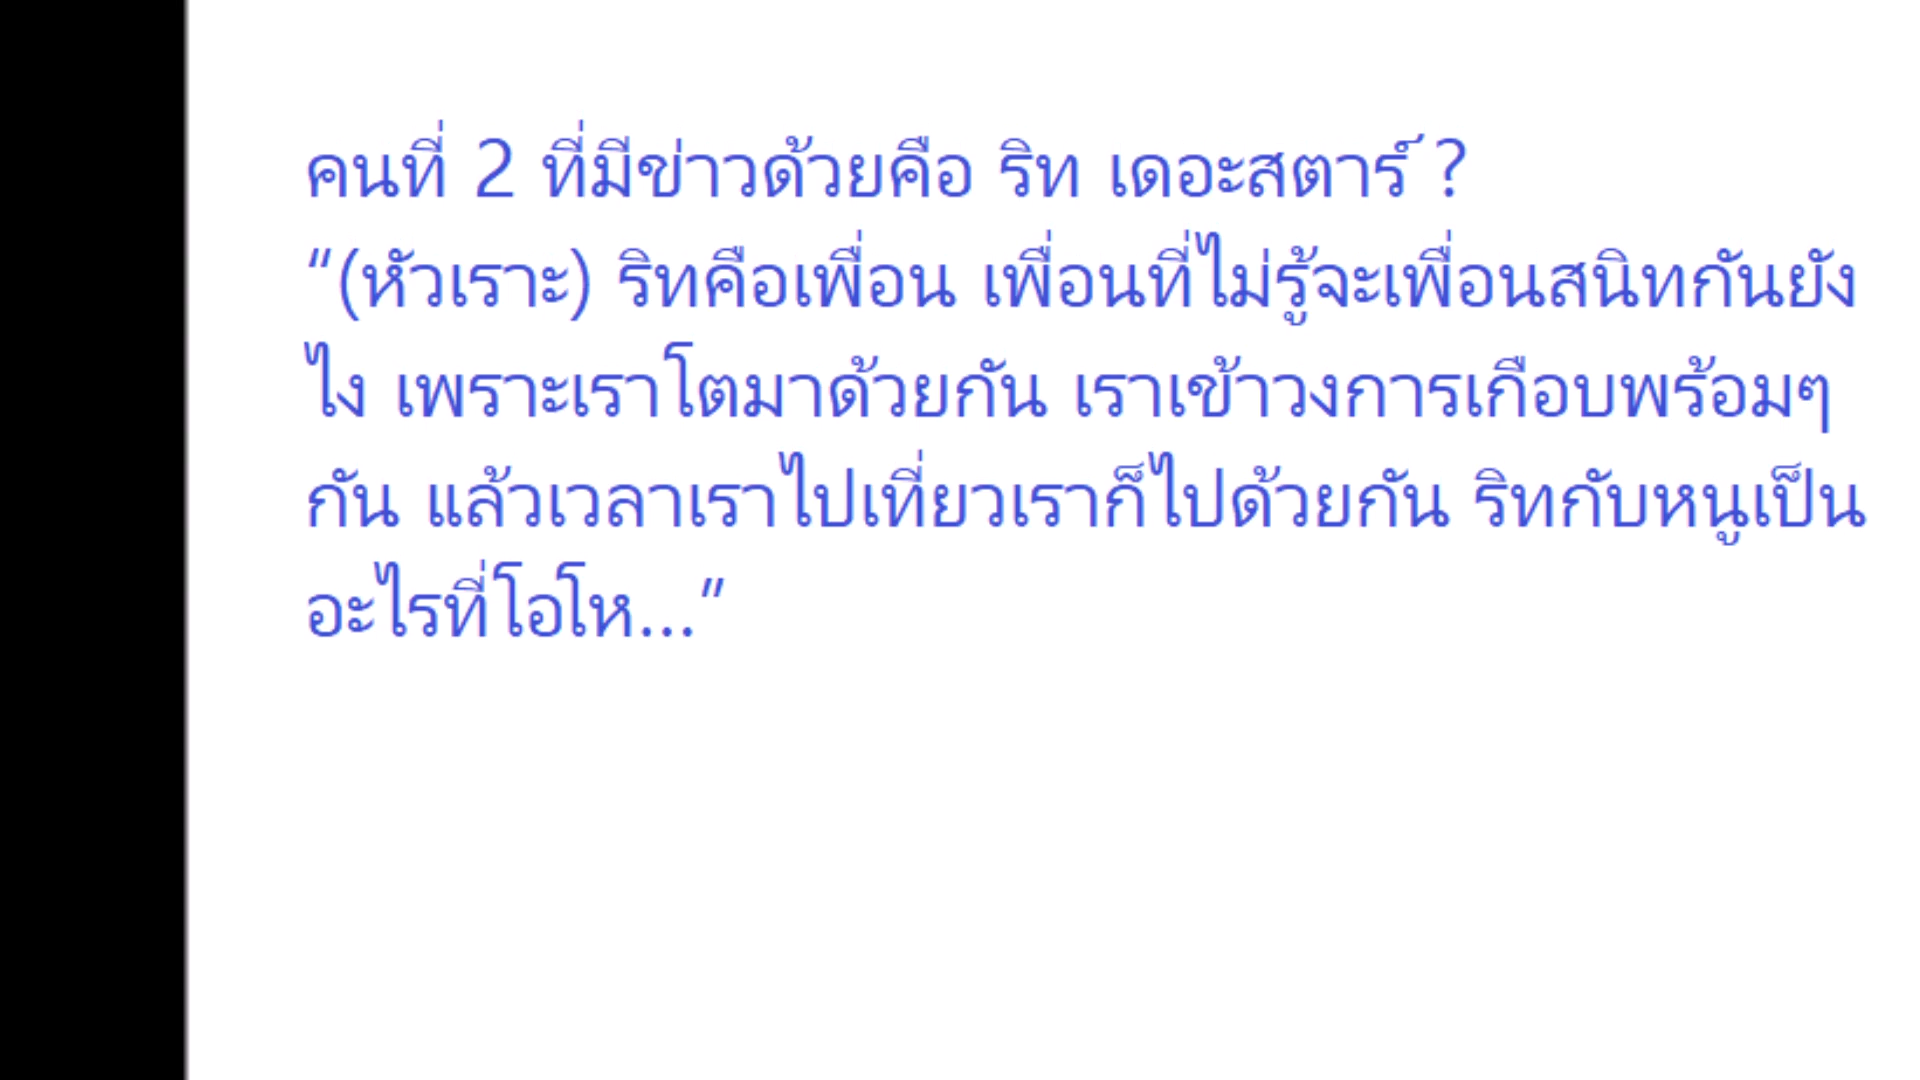 คนที่ 2 ที่มีข่าวด้วยคือ ริท เดอะสตาร์ ?
“(หัวเราะ) ริทคือเพื่อน เพื่อนที่ไม่รู้จะเพื่อนสนิทกันยัง
ไง เพราะเราโตมาด้วยกัน เราเข้าวงการเกือบพร้อมๆ
กัน แล้วเวลาเราไปเที่ยวเราก็ไปด้วยกัน ริทกับหนูเป็น
อะไรที่โอโห...”